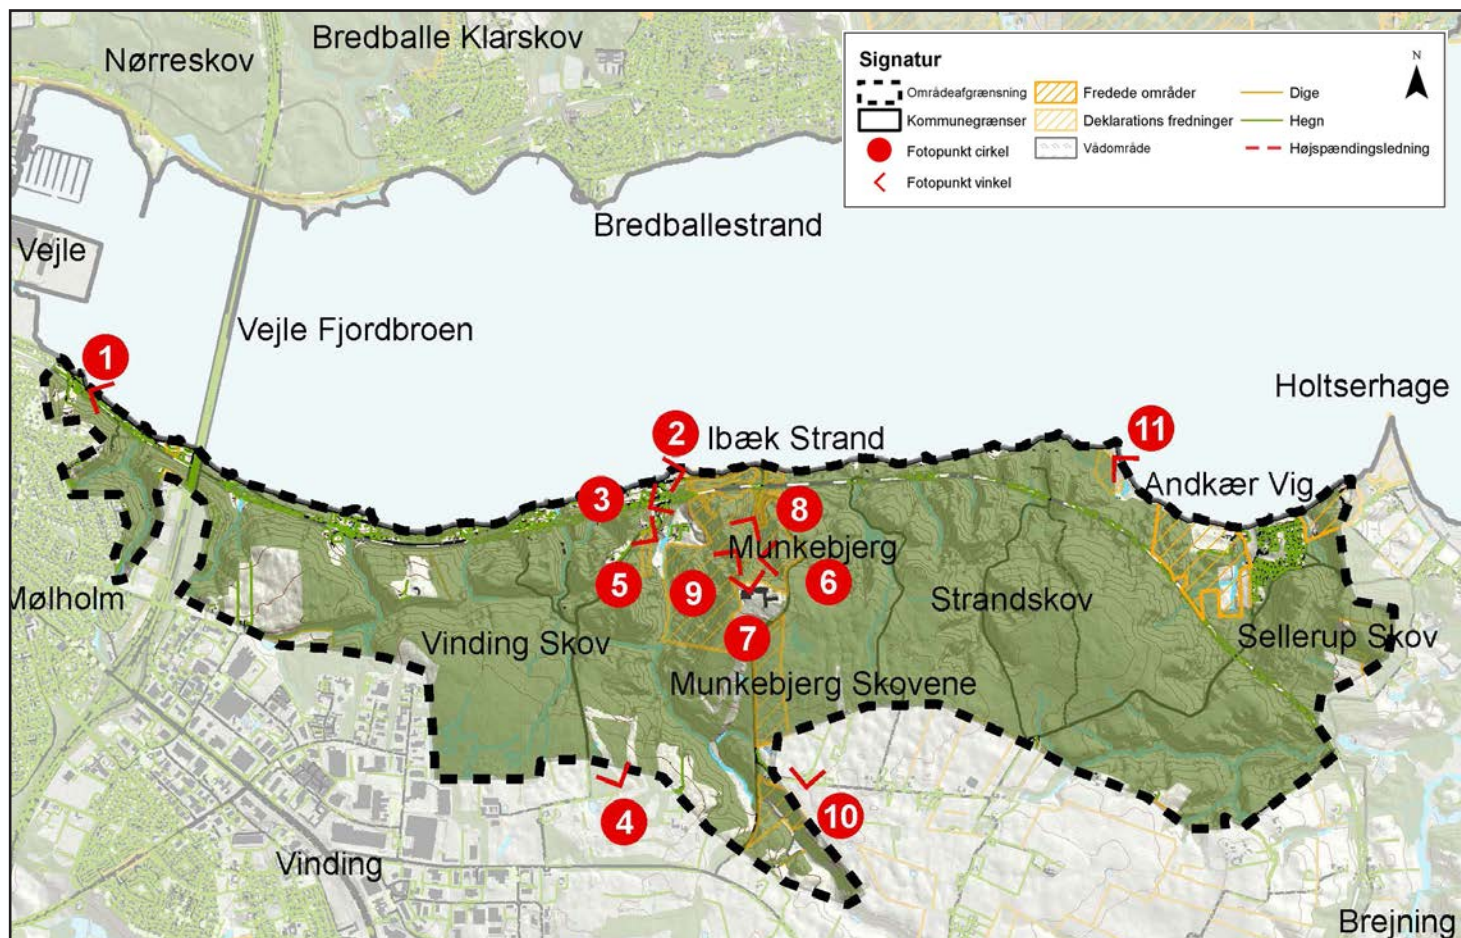 Bredballe Klarskov
Nørreskov
Signatur
N
Områdeafgrænsning
Fredede områder
Dige
Kommunegrænser
Deklarations fredninger
Hegn
Fotopunkt cirkel
Vådområde
Højspændingsledning
Fotopunkt vinkel
Bredballestrand
Vejle
Vejle Fjordbroen
1
Holtserhage
2
Ibæk Strand
11
Andkær Vig
3
8
Munkebjerg
5
9
6
Mølholm
Strandskov
Vinding Skov
7
Sellerup Skov
Munkebjerg Skovene
4
10
Vinding
Brejning